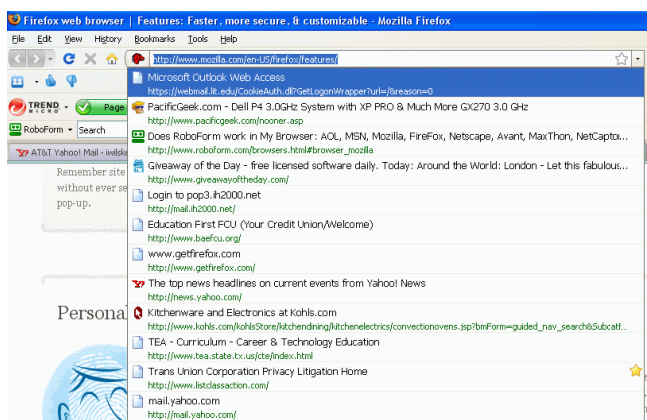 Firefox web browser | Features: Faster, more secure, & customizable - Mozilla Firefox
File Edit View History Bookmarks Tools Help
http://www.mozilla.com/en-US/firefox/features/
Microsoft Outlook Web Access
https://webmail.lit.edu/CookieAuth.dll?GetLogonWrapper?url=/&reason=0
TREND MICRO Page
PacificGeek.com - Dell P4 3.0GHz System with XP PRO & Much More GX270 3.0 GHz
http://www.pacificgeek.com/nooner.asp
RoboForm Search
Does RoboForm work in My Browser: AOL, MSN, Mozilla, FireFox, Netscape, Avant, MaxThon, NetCaptor...
http://www.roboform.com/browsers.html#browser_mozilla
AT&T Yahoo! Mail - iwilsk
Giveaway of the Day - free licensed software daily. Today: Around the World: London - Let this fabulous...
http://www.giveawayoftheday.com/
Remember site
without ever se
pop-up.
Login to pop3.ih2000.net
http://mail.ih2000.net/
Education First FCU (Your Credit Union/Welcome)
http://www.baefcu.org/
www.getfirefox.com
http://www.getfirefox.com/
The top news headlines on current events from Yahoo! News
http://news.yahoo.com/
Persona
Kitchenware and Electronics at Kohls.com
http://www.kohls.com/kohlsStore/kitchendining/kitchenelectrics/convectionovens.jsp?bmForm=guided_nav_search&Subcatf...
TEA - Curriculum - Career & Technology Education
http://www.tea.state.tx.us/cte/index.html
Trans Union Corporation Privacy Litigation Home
http://www.listclassaction.com/
mail.yahoo.com
http://mail.yahoo.com/